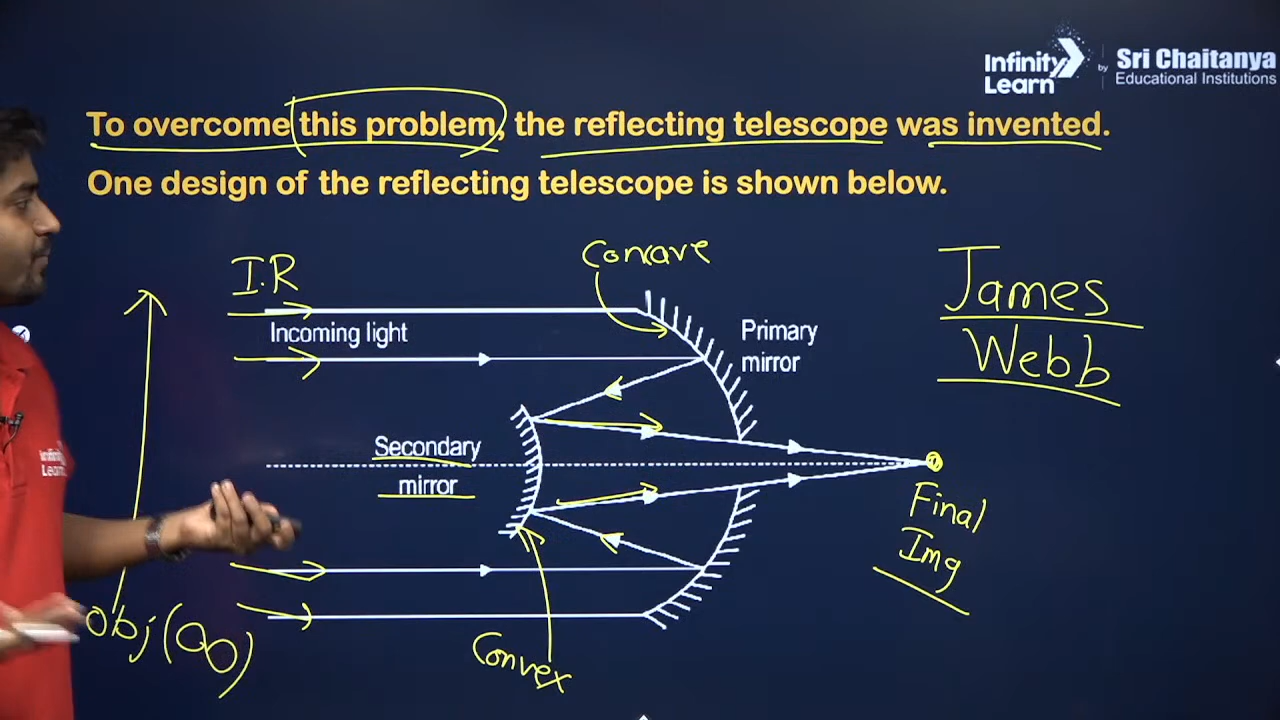 Infinity Learn
by
Sri Chaitanya
Educational Institutions
To overcome this problem, the reflecting telescope was invented.
One design of the reflecting telescope is shown below.
I.R
Concave
James
Webb
Incoming light
Primary
mirror
Secondary
mirror
Final
Img
obj(∞)
Convex
Infinity
Learn